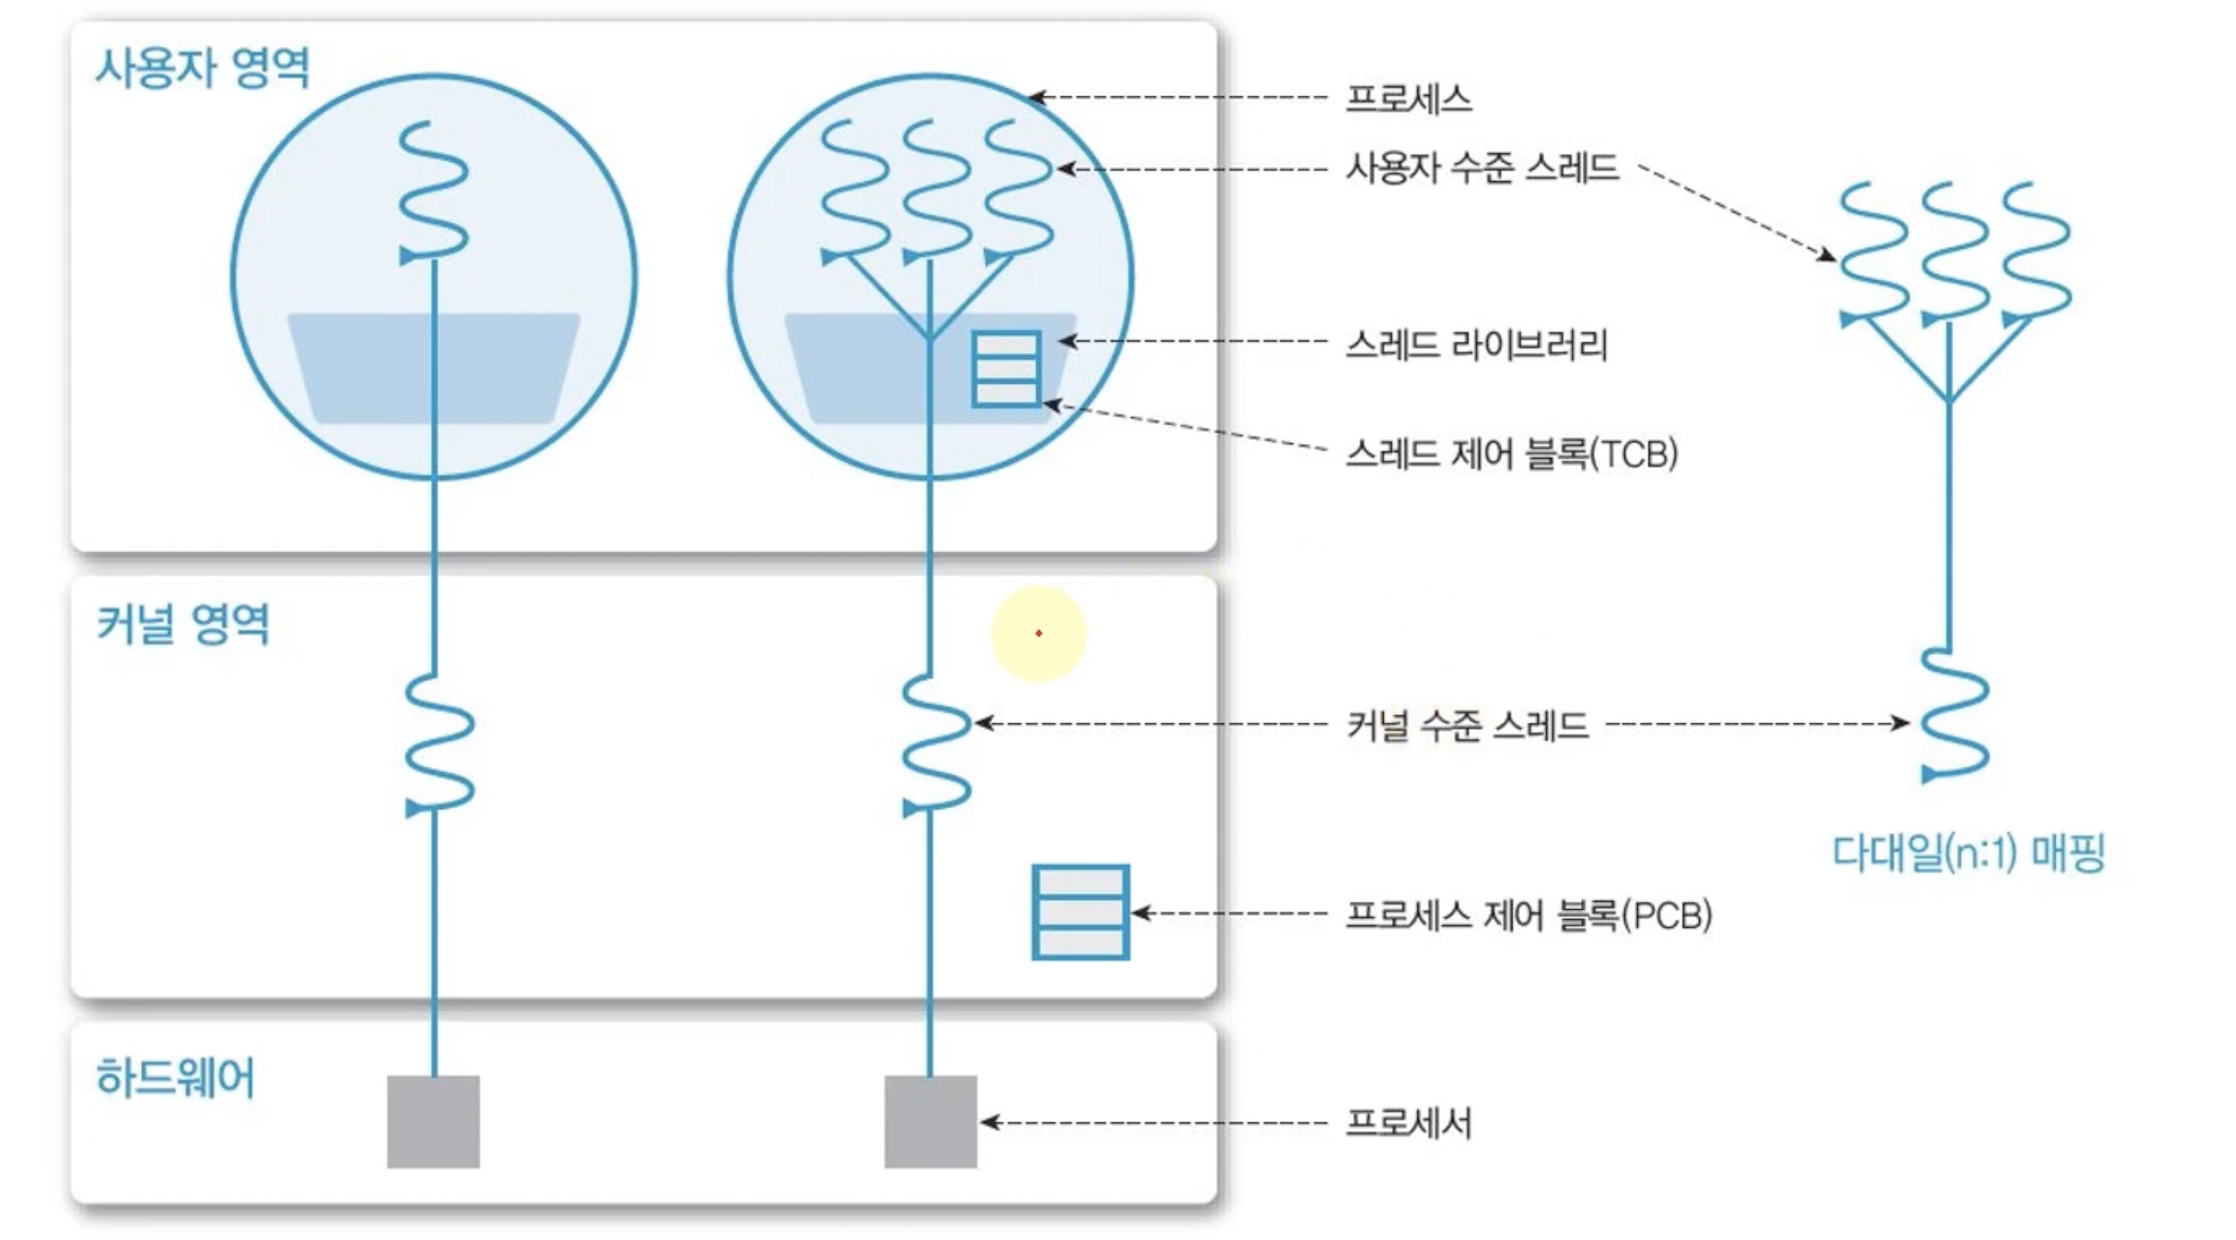 사용자 영역
프로세스
사용자 수준 스레드
스레드 라이브러리
스레드 제어 블록(TCB)
커널 영역
커널 수준 스레드
다대일(n:1) 매핑
프로세스 제어 블록(PCB)
하드웨어
프로세서